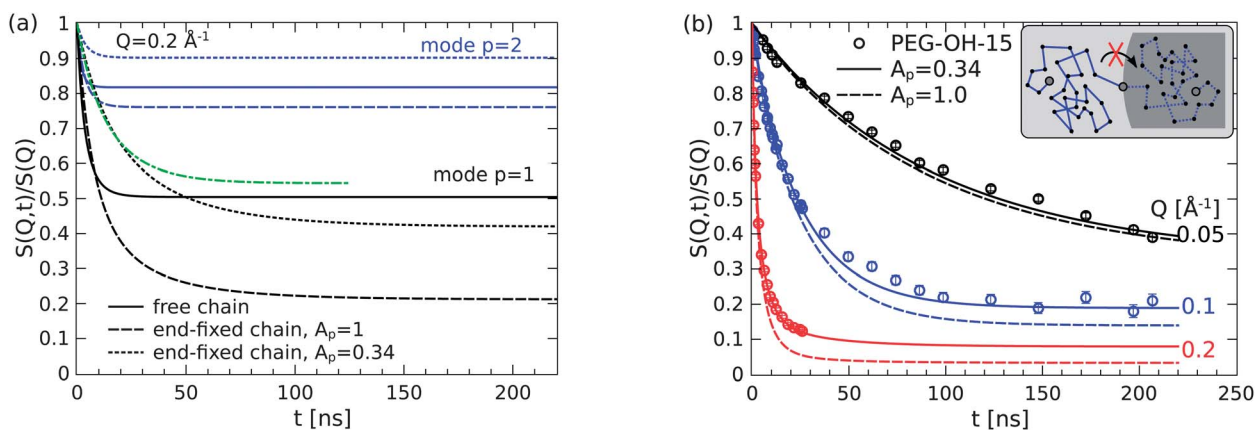 (a)
Q=0.2 Å⁻¹
mode p=2
mode p=1
free chain
end-fixed chain, Aₚ=1
end-fixed chain, Aₚ=0.34
S(Q,t)/S(Q)
1
0.9
0.8
0.7
0.6
0.5
0.4
0.3
0.2
0.1
0
0 50 100 150 200
t [ns]
(b)
PEG-OH-15
Aₚ=0.34
Aₚ=1.0
Q [Å⁻¹]
0.05
0.1
0.2
S(Q,t)/S(Q)
1
0.9
0.8
0.7
0.6
0.5
0.4
0.3
0.2
0.1
0
0 50 100 150 200 250
t [ns]